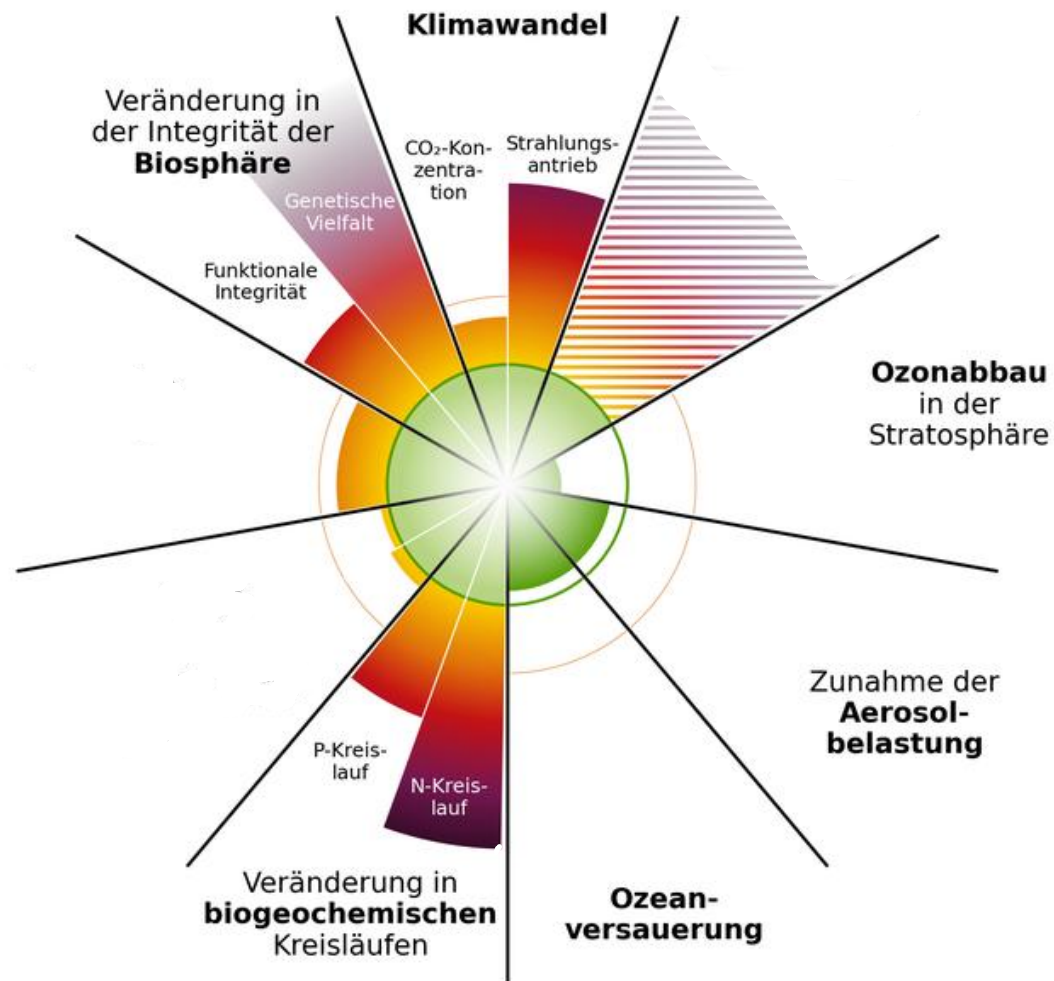 Klimawandel
Veränderung in
der Integrität der
Biosphäre
CO₂-Kon-
zentra-
tion
Strahlungs-
antrieb
Genetische
Vielfalt
Funktionale
Integrität
Ozonabbau
in der
Stratosphäre
Zunahme der
Aerosol-
belastung
P-Kreis-
lauf
N-Kreis-
lauf
Veränderung in
biogeochemischen
Kreisläufen
Ozean-
versauerung